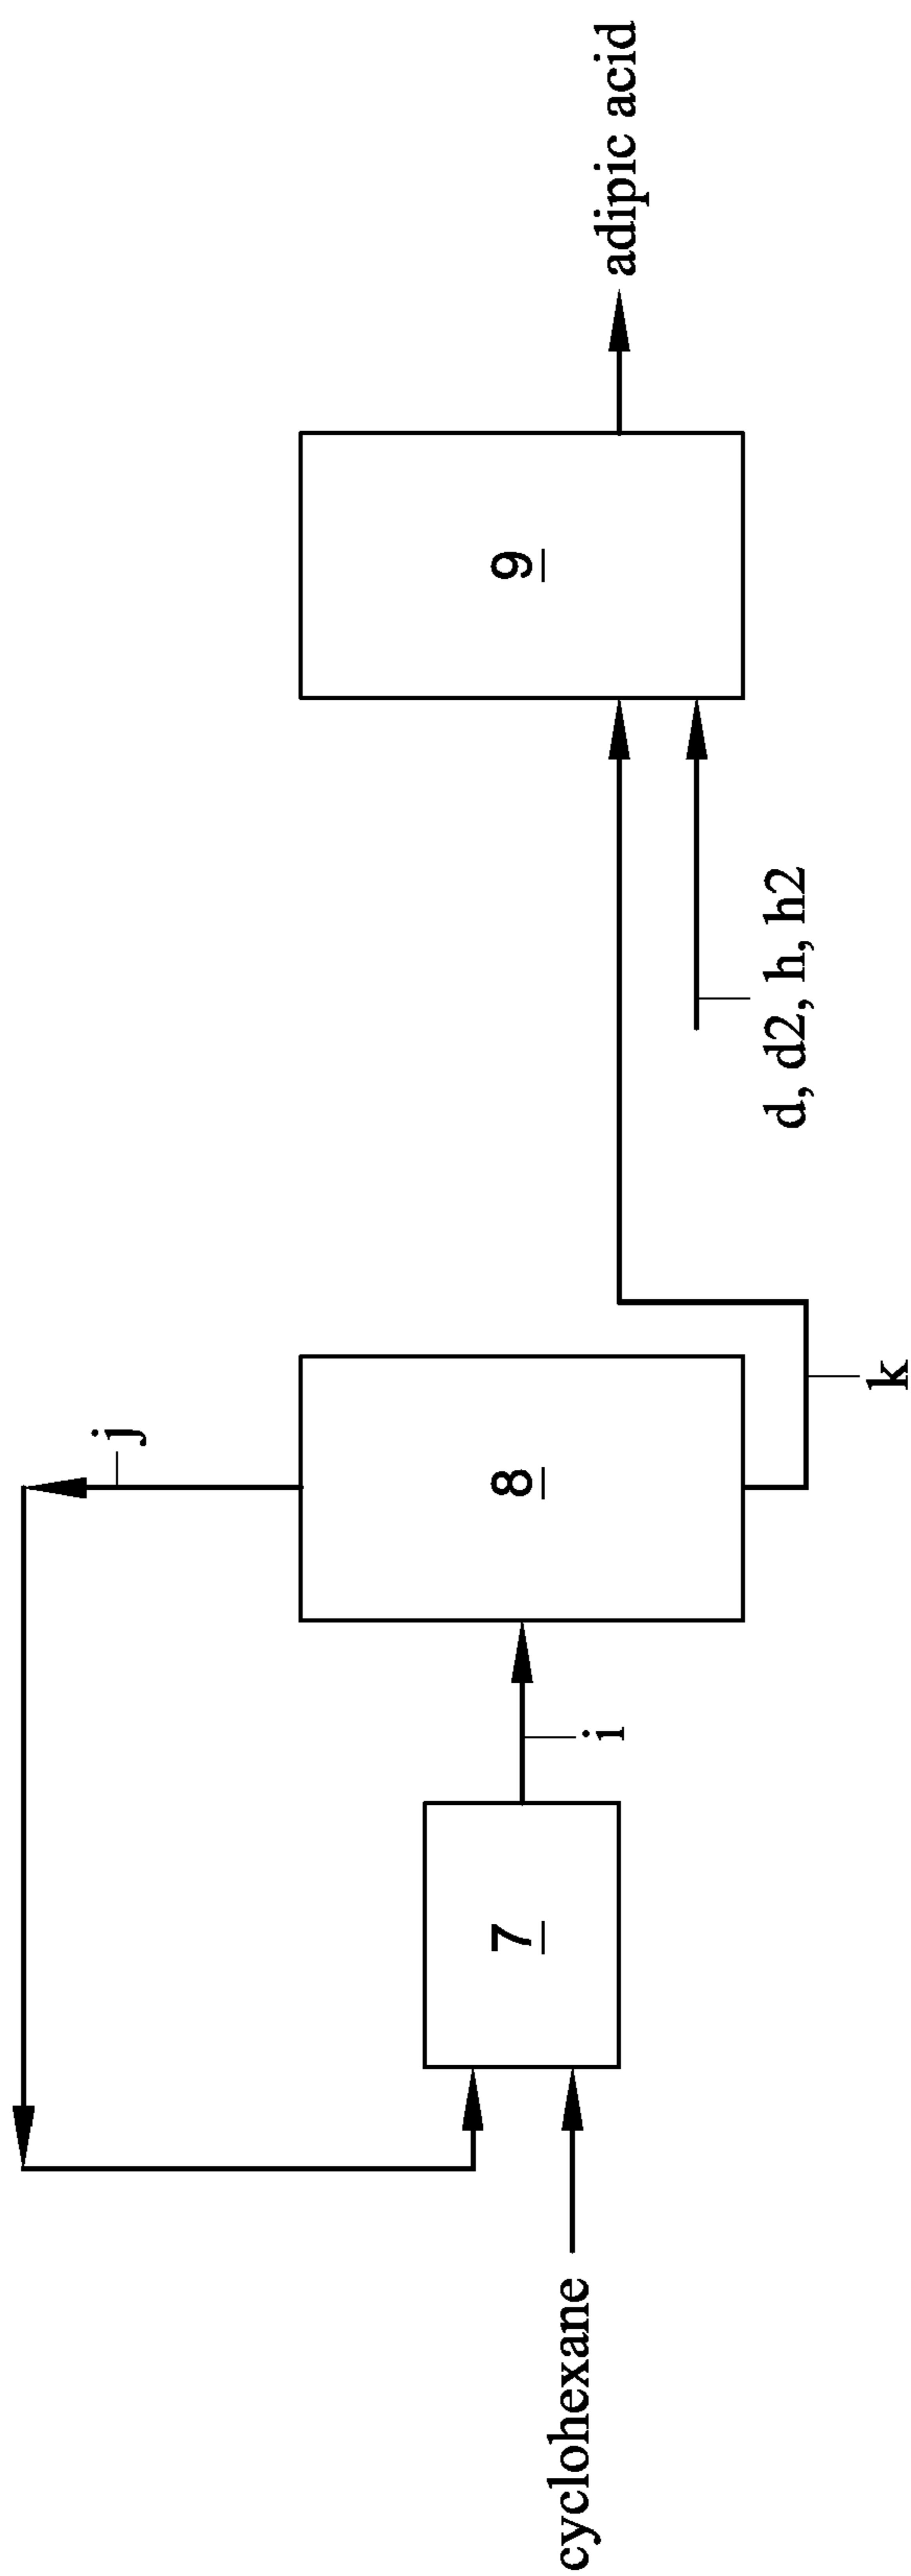 cyclohexane
7
i
8
j
k
d, d2, h, h2
9
adipic acid